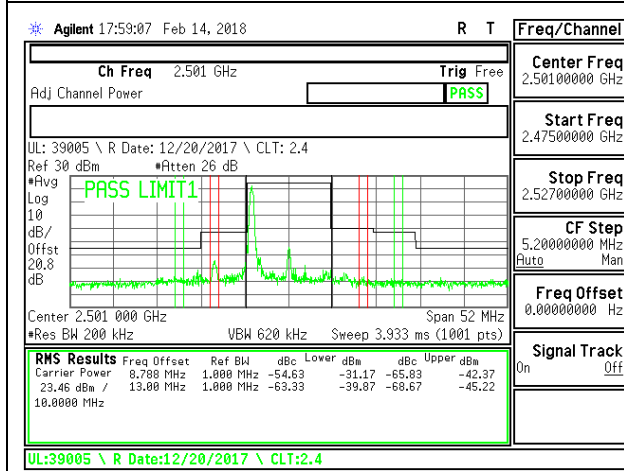 Agilent 17:59:07 Feb 14, 2018 R T
Ch Freq 2.501 GHz Trig Free
Adj Channel Power PASS
UL: 39005 \ R Date: 12/20/2017 \ CLT: 2.4
Ref 30 dBm #Atten 26 dB
#Avg
Log
10
dB/
Offst
20.8
dB
PASS LIMIT1
Center 2.501 000 GHz Span 52 MHz
#Res BW 200 kHz VBW 620 kHz Sweep 3.933 ms (1001 pts)
RMS Results Freq Offset Ref BW dBc Lower dBm dBc Upper dBm
Carrier Power 8.788 MHz 1.000 MHz -54.63 -31.17 -65.83 -42.37
23.46 dBm / 13.00 MHz 1.000 MHz -63.33 -39.87 -68.67 -45.22
10.0000 MHz
UL:39005 \ R Date:12/20/2017 \ CLT:2.4
Freq/Channel
Center Freq
2.50100000 GHz
Start Freq
2.47500000 GHz
Stop Freq
2.52700000 GHz
CF Step
5.20000000 MHz
Auto Man
Freq Offset
0.00000000 Hz
Signal Track
On Off